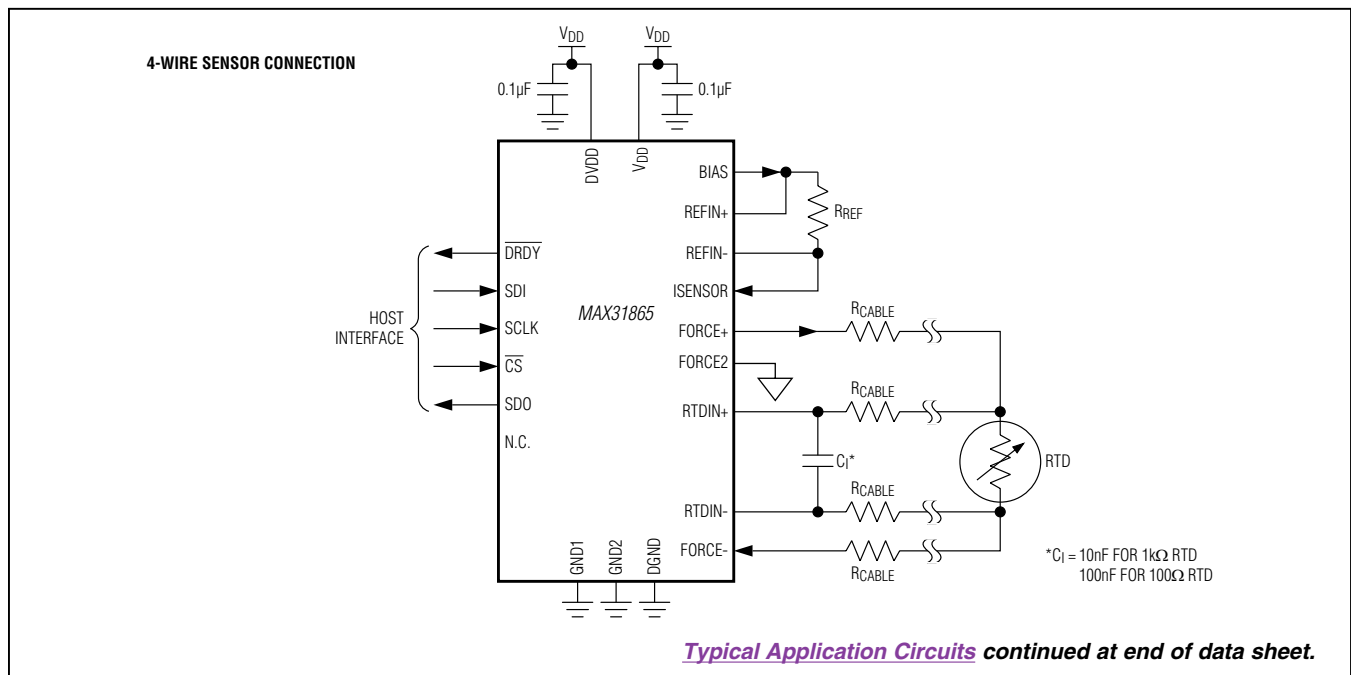 4-WIRE SENSOR CONNECTION
VDD
VDD
0.1µF
0.1µF
DVDD
VDD
BIAS
REFIN+
RREF
REFIN-
ISENSOR
MAX31865
HOST
INTERFACE
DRDY
SDI
SCLK
CS
SDO
N.C.
FORCE+
RCABLE
FORCE2
RTDIN+
RCABLE
CI*
RTD
RTDIN-
RCABLE
FORCE-
RCABLE
GND1
GND2
DGND
*CI = 10nF FOR 1kΩ RTD
100nF FOR 100Ω RTD
Typical Application Circuits continued at end of data sheet.